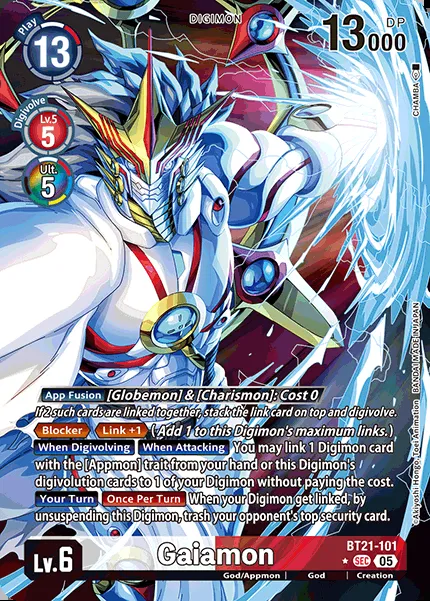 Play
13
DIGIMON
DP
13000
CHAMBA
Digivolve
Lv.5
5
Ult.
5
App Fusion [Globemon] & [Charismon]: Cost 0
If 2 such cards are linked together, stack the link card on top and digivolve.
Blocker Link +1 (Add 1 to this Digimon's maximum links.)
When Digivolving When Attacking You may link 1 Digimon card
with the [Appmon] trait from your hand or this Digimon's
digivolution cards to 1 of your Digimon without paying the cost.
Your Turn Once Per Turn When your Digimon get linked, by
unsuspending this Digimon, trash your opponent's top security card.
©Akiyoshi Hongo, Toei Animation BANDAI MADE IN JAPAN
Lv.6
Gaiamon
BT21-101
SEC 05
God/Appmon God Creation